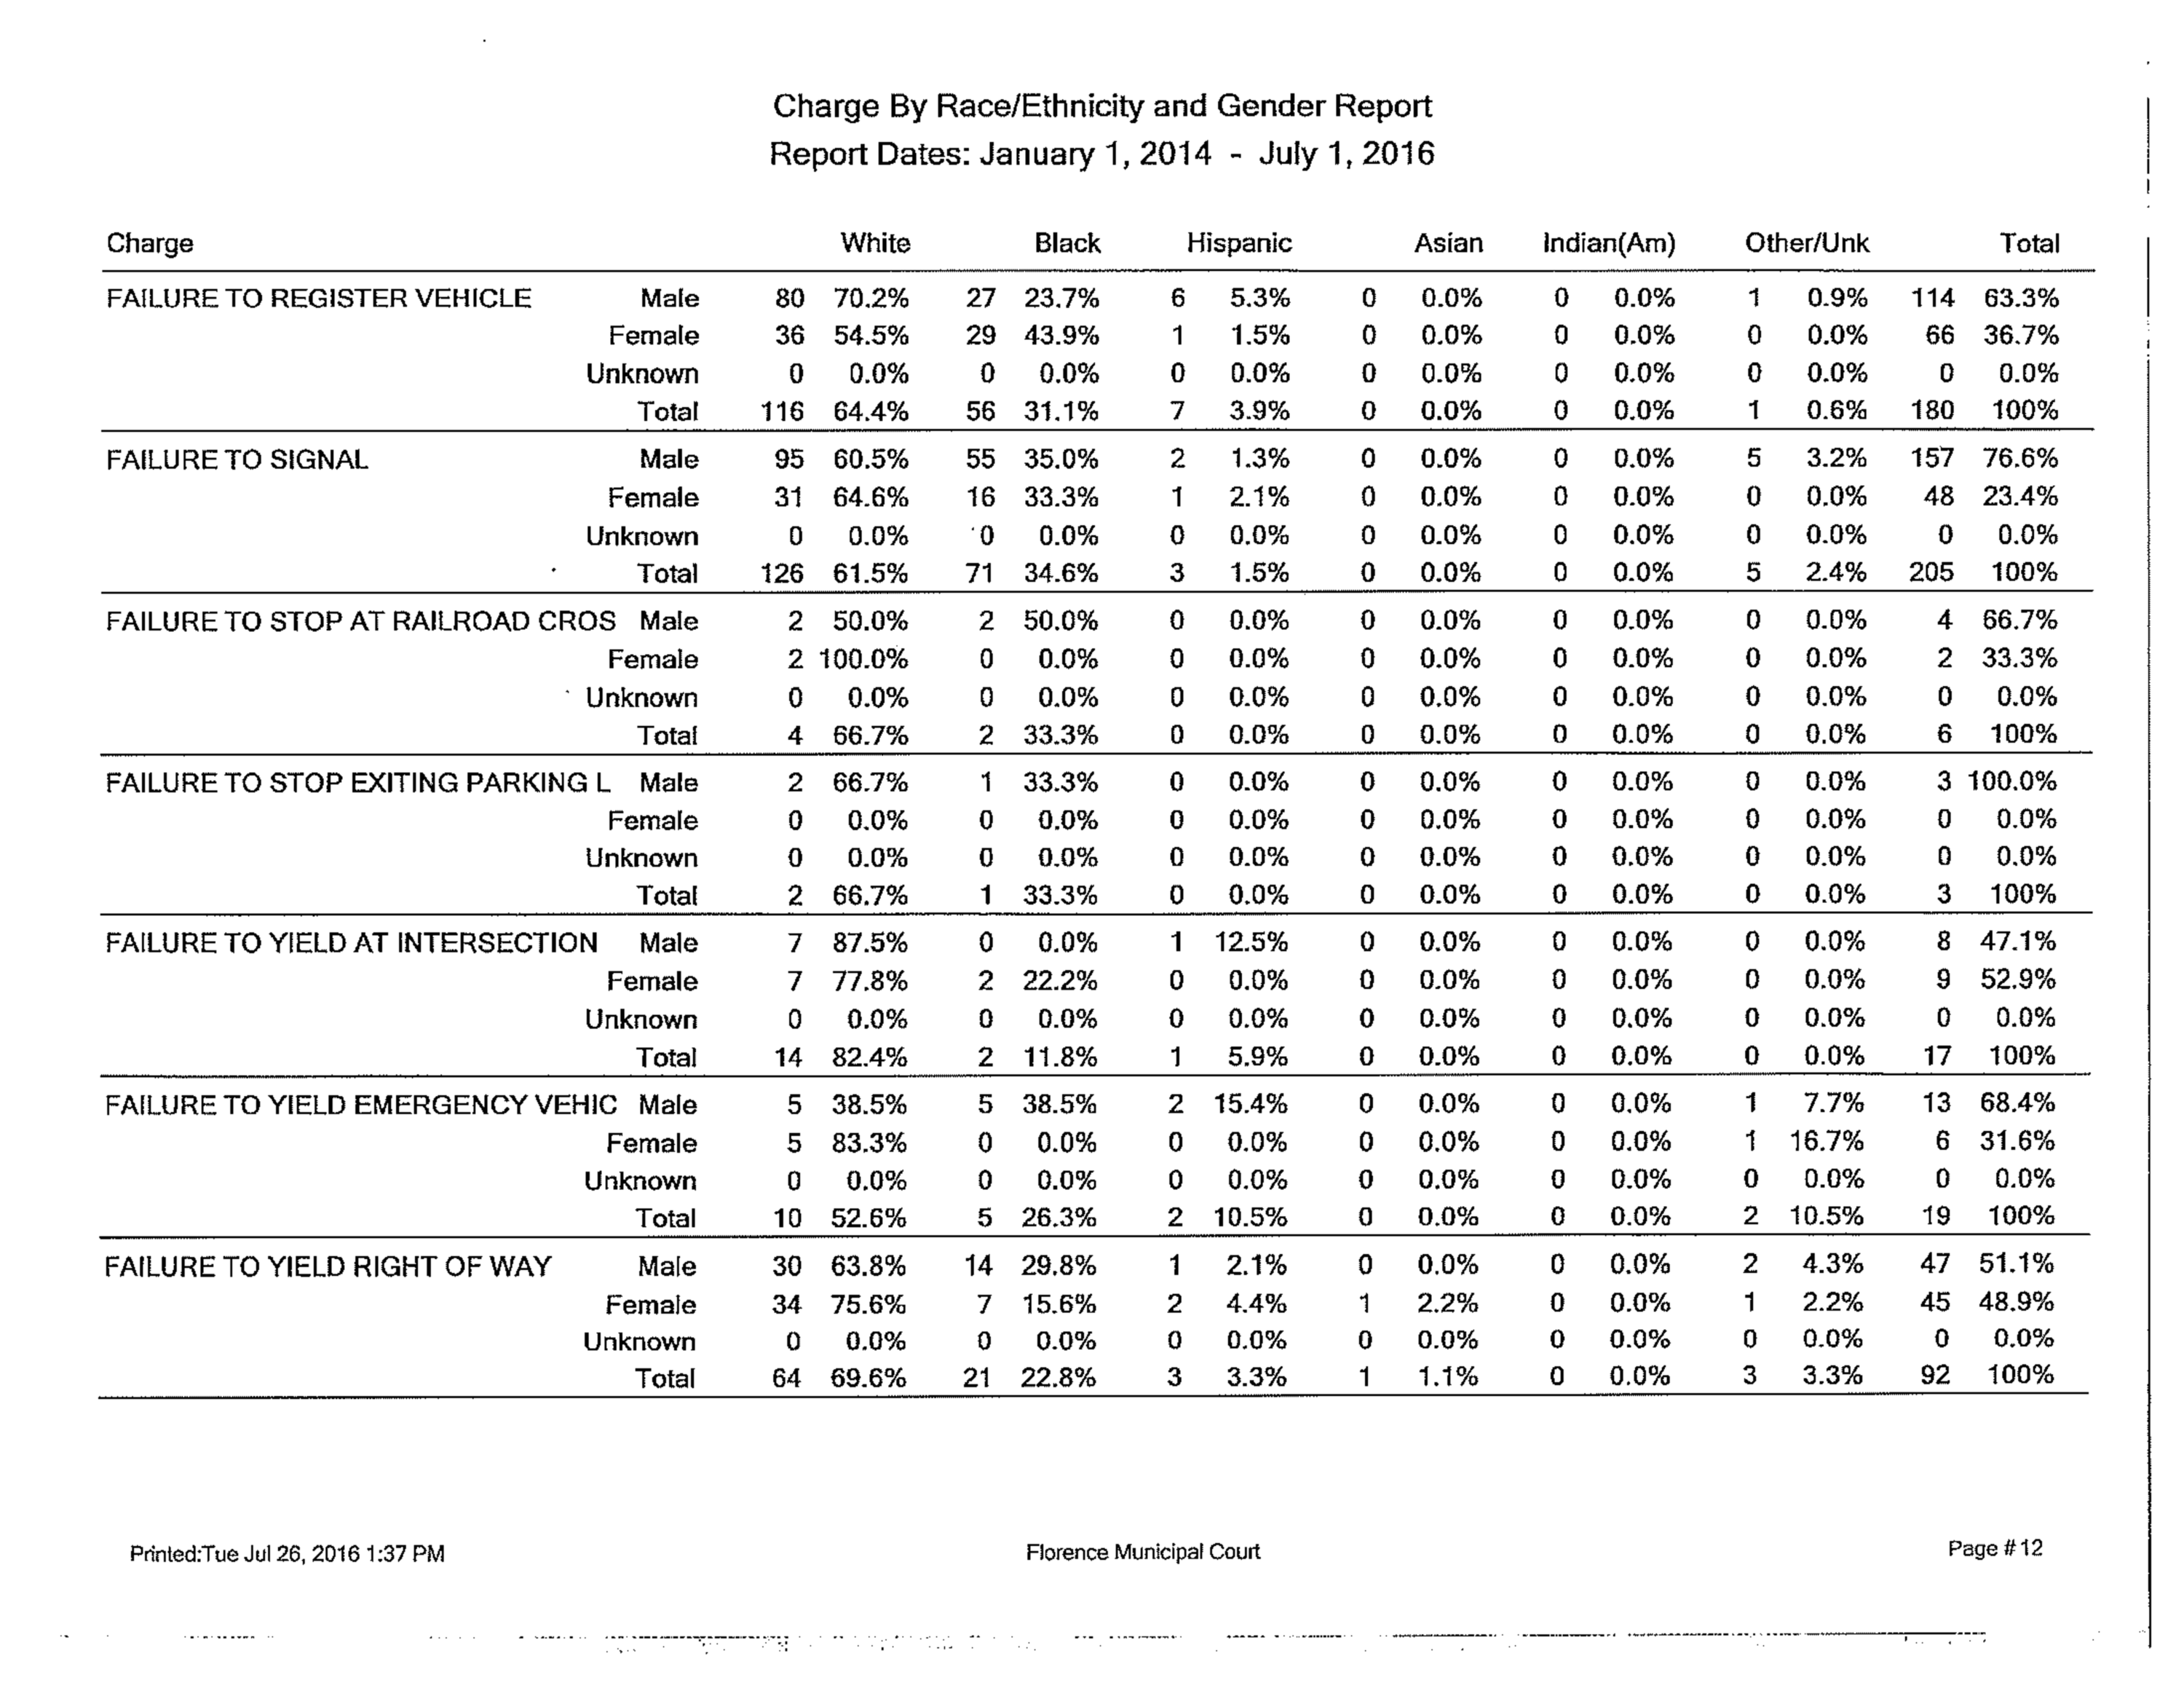 Charge By Race/Ethnicity and Gender Report
Report Dates: January 1, 2014 - July 1, 2016
Charge White Black Hispanic Asian Indian(Am) Other/Unk Total
FAILURE TO REGISTER VEHICLE Male 80 70.2% 27 23.7% 6 5.3% 0 0.0% 0 0.0% 1 0.9% 114 63.3%
Female 36 54.5% 29 43.9% 1 1.5% 0 0.0% 0 0.0% 0 0.0% 66 36.7%
Unknown 0 0.0% 0 0.0% 0 0.0% 0 0.0% 0 0.0% 0 0.0% 0 0.0%
Total 116 64.4% 56 31.1% 7 3.9% 0 0.0% 0 0.0% 1 0.6% 180 100%
FAILURE TO SIGNAL Male 95 60.5% 55 35.0% 2 1.3% 0 0.0% 0 0.0% 5 3.2% 157 76.6%
Female 31 64.6% 16 33.3% 1 2.1% 0 0.0% 0 0.0% 0 0.0% 48 23.4%
Unknown 0 0.0% 0 0.0% 0 0.0% 0 0.0% 0 0.0% 0 0.0% 0 0.0%
Total 126 61.5% 71 34.6% 3 1.5% 0 0.0% 0 0.0% 5 2.4% 205 100%
FAILURE TO STOP AT RAILROAD CROS Male 2 50.0% 2 50.0% 0 0.0% 0 0.0% 0 0.0% 0 0.0% 4 66.7%
Female 2 100.0% 0 0.0% 0 0.0% 0 0.0% 0 0.0% 0 0.0% 2 33.3%
Unknown 0 0.0% 0 0.0% 0 0.0% 0 0.0% 0 0.0% 0 0.0% 0 0.0%
Total 4 66.7% 2 33.3% 0 0.0% 0 0.0% 0 0.0% 0 0.0% 6 100%
FAILURE TO STOP EXITING PARKING L Male 2 66.7% 1 33.3% 0 0.0% 0 0.0% 0 0.0% 0 0.0% 3 100.0%
Female 0 0.0% 0 0.0% 0 0.0% 0 0.0% 0 0.0% 0 0.0% 0 0.0%
Unknown 0 0.0% 0 0.0% 0 0.0% 0 0.0% 0 0.0% 0 0.0% 0 0.0%
Total 2 66.7% 1 33.3% 0 0.0% 0 0.0% 0 0.0% 0 0.0% 3 100%
FAILURE TO YIELD AT INTERSECTION Male 7 87.5% 0 0.0% 1 12.5% 0 0.0% 0 0.0% 0 0.0% 8 47.1%
Female 7 77.8% 2 22.2% 0 0.0% 0 0.0% 0 0.0% 0 0.0% 9 52.9%
Unknown 0 0.0% 0 0.0% 0 0.0% 0 0.0% 0 0.0% 0 0.0% 0 0.0%
Total 14 82.4% 2 11.8% 1 5.9% 0 0.0% 0 0.0% 0 0.0% 17 100%
FAILURE TO YIELD EMERGENCY VEHIC Male 5 38.5% 5 38.5% 2 15.4% 0 0.0% 0 0.0% 1 7.7% 13 68.4%
Female 5 83.3% 0 0.0% 0 0.0% 0 0.0% 0 0.0% 1 16.7% 6 31.6%
Unknown 0 0.0% 0 0.0% 0 0.0% 0 0.0% 0 0.0% 0 0.0% 0 0.0%
Total 10 52.6% 5 26.3% 2 10.5% 0 0.0% 0 0.0% 2 10.5% 19 100%
FAILURE TO YIELD RIGHT OF WAY Male 30 63.8% 14 29.8% 1 2.1% 0 0.0% 0 0.0% 2 4.3% 47 51.1%
Female 34 75.6% 7 15.6% 2 4.4% 1 2.2% 0 0.0% 1 2.2% 45 48.9%
Unknown 0 0.0% 0 0.0% 0 0.0% 0 0.0% 0 0.0% 0 0.0% 0 0.0%
Total 64 69.6% 21 22.8% 3 3.3% 1 1.1% 0 0.0% 3 3.3% 92 100%
Printed:Tue Jul 26, 2016 1:37 PM Florence Municipal Court Page # 12